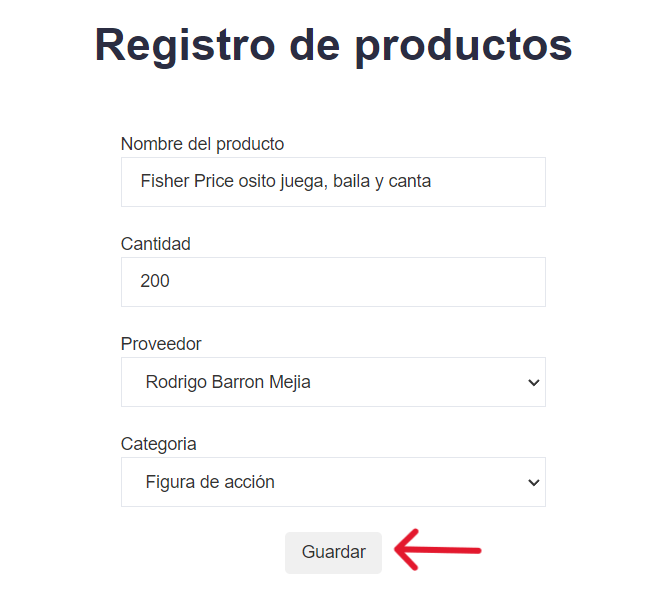 Registro de productos
Nombre del producto
Fisher Price osito juega, baila y canta
Cantidad
200
Proveedor
Rodrigo Barron Mejia
Categoria
Figura de acción
Guardar